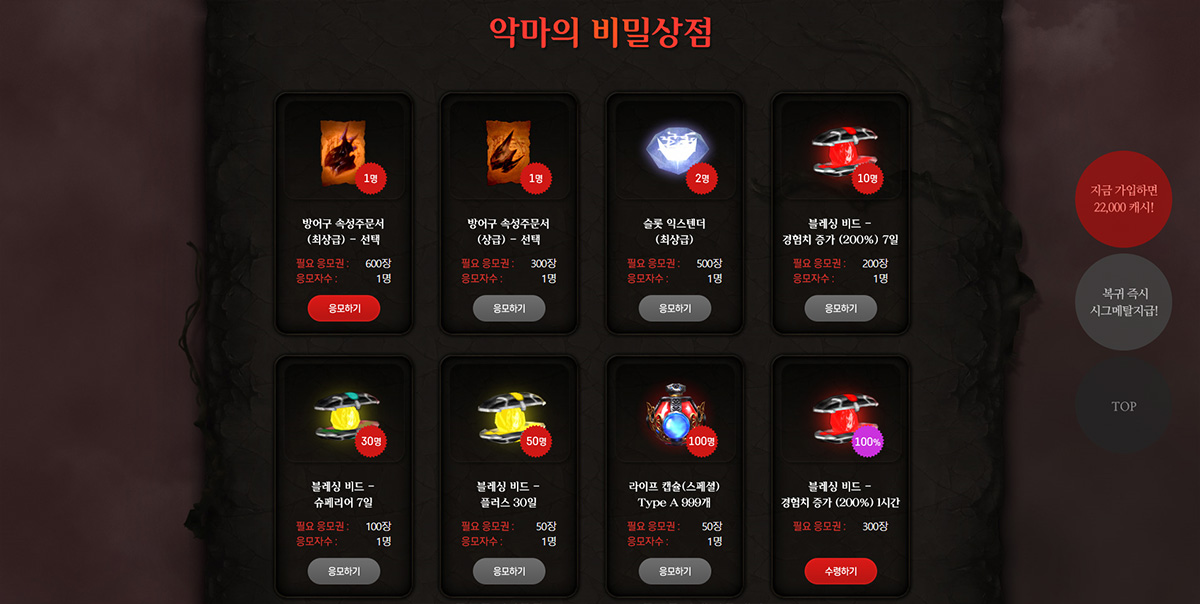 악마의 비밀상점
1명
방어구 속성주문서
(최상급) - 선택
필요 응모권 : 600장
응모자수 : 1명
응모하기
1명
방어구 속성주문서
(상급) - 선택
필요 응모권 : 300장
응모자수 : 1명
응모하기
2명
슬롯 익스텐더
(최상급)
필요 응모권 : 500장
응모자수 : 1명
응모하기
10명
블레싱 비드 -
경험치 증가 (200%) 7일
필요 응모권 : 200장
응모자수 : 1명
응모하기
30명
블레싱 비드 -
슈페리어 7일
필요 응모권 : 100장
응모자수 : 1명
응모하기
50명
블레싱 비드 -
플러스 30일
필요 응모권 : 50장
응모자수 : 1명
응모하기
100명
라이프 캡슐(스페셜)
Type A 999개
필요 응모권 : 50장
응모자수 : 1명
응모하기
100%
블레싱 비드 -
경험치 증가 (200%) 1시간
필요 응모권 : 300장
수령하기
지금 가입하면
22,000 캐시!
복귀 즉시
시그메탈지급!
TOP